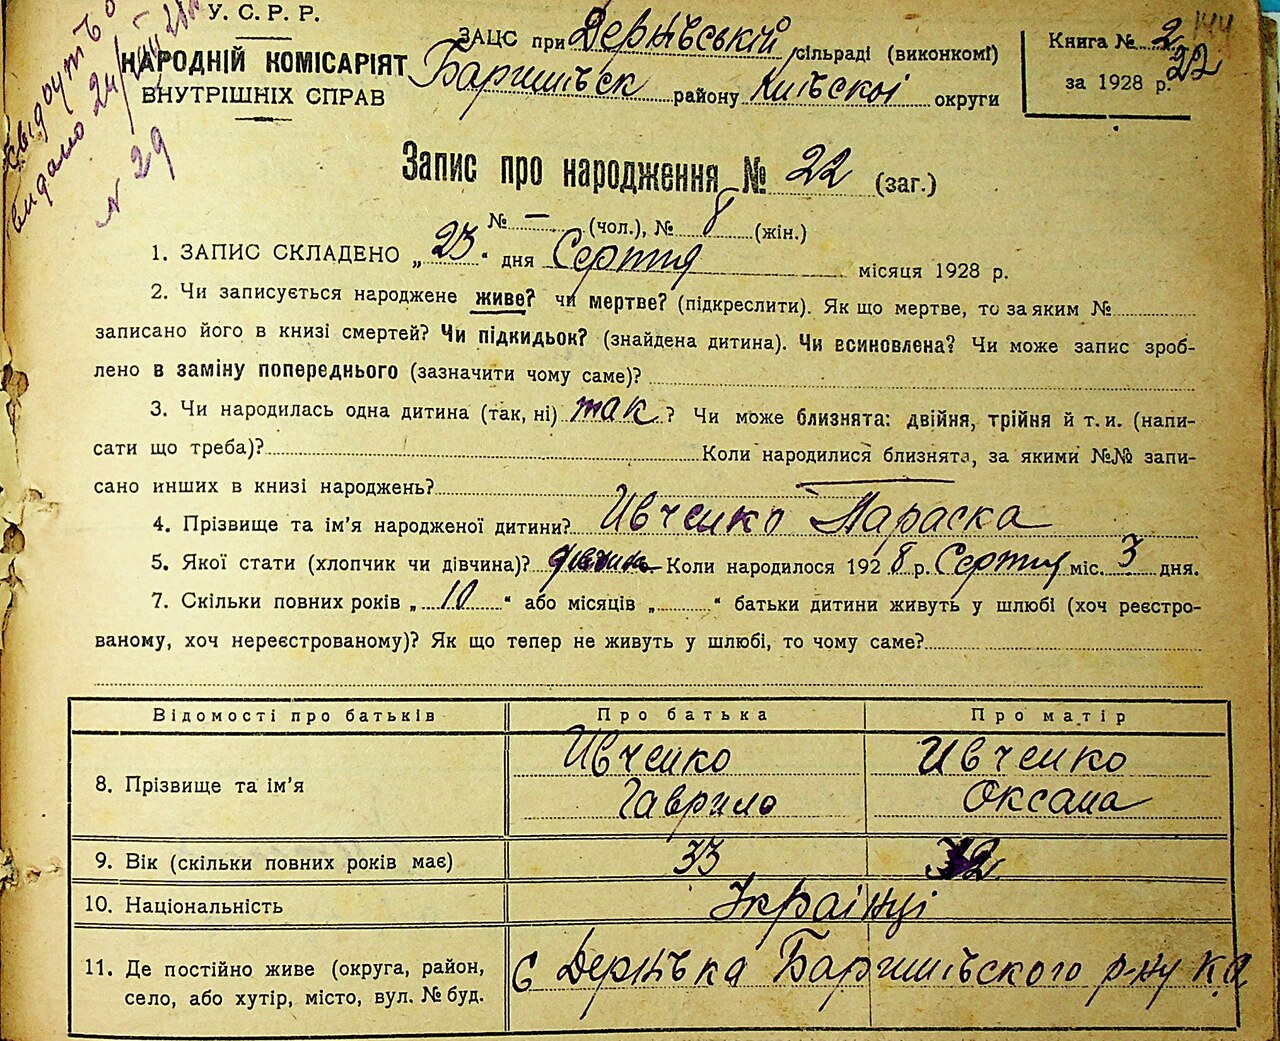 У. С. Р. Р.
НАРОДНІЙ КОМІСАРІЯТ
ВНУТРІШНІХ СПРАВ
видано 24/
N 29
ЗАЦС при Дернівській сільраді (виконкомі)
Баришівськ району Київскої округи
Книга № 2
22
за 1928 р.
144
Запис про народження № 22 (заг.)
№ — (чол.), № 8 (жін.)
1. ЗАПИС СКЛАДЕНО „23" дня Серпня місяця 1928 р.
2. Чи записується народжене живе? чи мертве? (підкреслити). Як що мертве, то за яким №
записано його в книзі смертей? Чи підкидьок? (знайдена дитина). Чи всиновлена? Чи може запис зроб-
лено в заміну попереднього (зазначити чому саме)?
3. Чи народилась одна дитина (так, ні) так? Чи може близнята: двійня, трійня й т. и. (напи-
сати що треба)? Коли народилися близнята, за якими №№ запи-
сано инших в книзі народжень?
4. Прізвище та ім'я народженої дитини? Ивченко Параска
5. Якої стати (хлопчик чи дівчина)? дівчина Коли народилося 1928 р. Серпня міс. 3 дня.
7. Скільки повних років „10" або місяців „ " батьки дитини живуть у шлюбі (хоч реєстро-
ваному, хоч нереєстрованому)? Як що тепер не живуть у шлюбі, то чому саме?
Відомості про батьків Про батька Про матір
8. Прізвище та ім'я Ивченко Гаврило Ивченко Оксана
9. Вік (скільки повних років має) 33 32
10. Національність Українці
11. Де постійно живе (округа, район,
село, або хутір, місто, вул. № буд.
с Дернівка Баришівського р-ну К.О